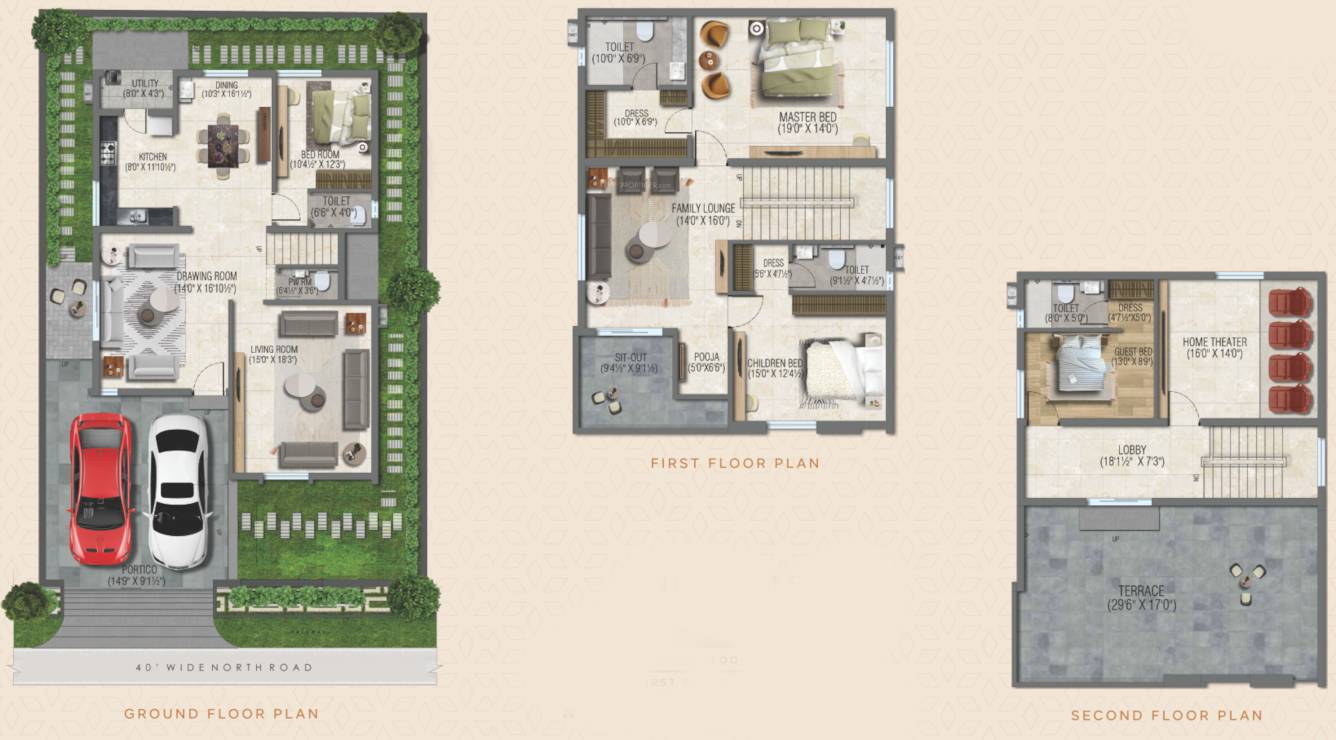 UTILITY
(8'0" X 4'3")
DINING
(10'3" X 16'1½")
KITCHEN
(8'0" X 11'10½")
BED ROOM
(10'4½" X 12'3")
TOILET
(6'6" X 4'0")
UP
DRAWING ROOM
(14'0" X 16'10½")
PW RM
(6'4½" X 3'6")
LIVING ROOM
(15'0" X 18'3")
UP
PORTICO
(14'9" X 9'1½")
40' WIDE NORTH ROAD
GROUND FLOOR PLAN
TOILET
(10'0" X 6'9")
DRESS
(10'0" X 6'9")
MASTER BED
(19'0" X 14'0")
UP
FAMILY LOUNGE
(14'0" X 16'0")
DN
DRESS
(5'6" X 4'7½")
TOILET
(9'1½" X 4'7½")
SIT-OUT
(9'4½" X 9'1½")
POOJA
(5'0"X6'6")
CHILDREN BED
(15'0" X 12'4½")
FIRST FLOOR PLAN
TOILET
(8'0" X 5'0")
DRESS
(4'7½"X5'0")
GUEST BED
(13'0" X 8'9")
HOME THEATER
(16'0" X 14'0")
LOBBY
(18'1½" X 7'3")
DN
UP
TERRACE
(29'6" X 17'0")
SECOND FLOOR PLAN